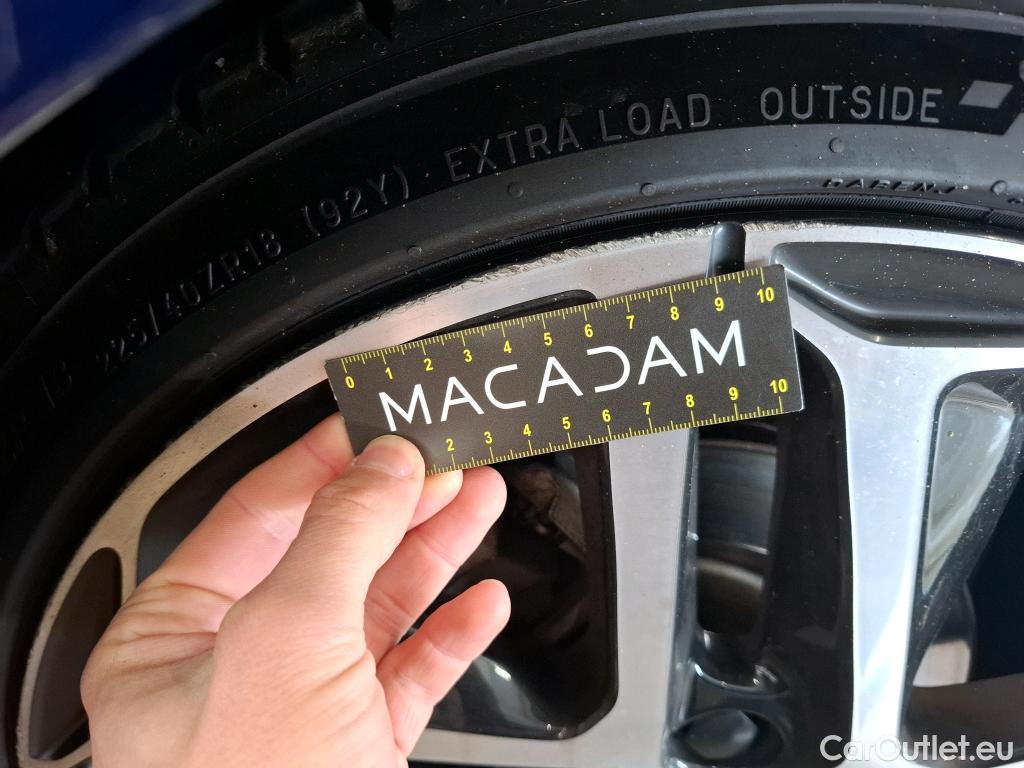 225/40ZR18 (92Y) EXTRA LOAD OUTSIDE
0 1 2 3 4 5 6 7 8 9 10
MACADAM
2 3 4 5 6 7 8 9 10
CarOutlet.eu